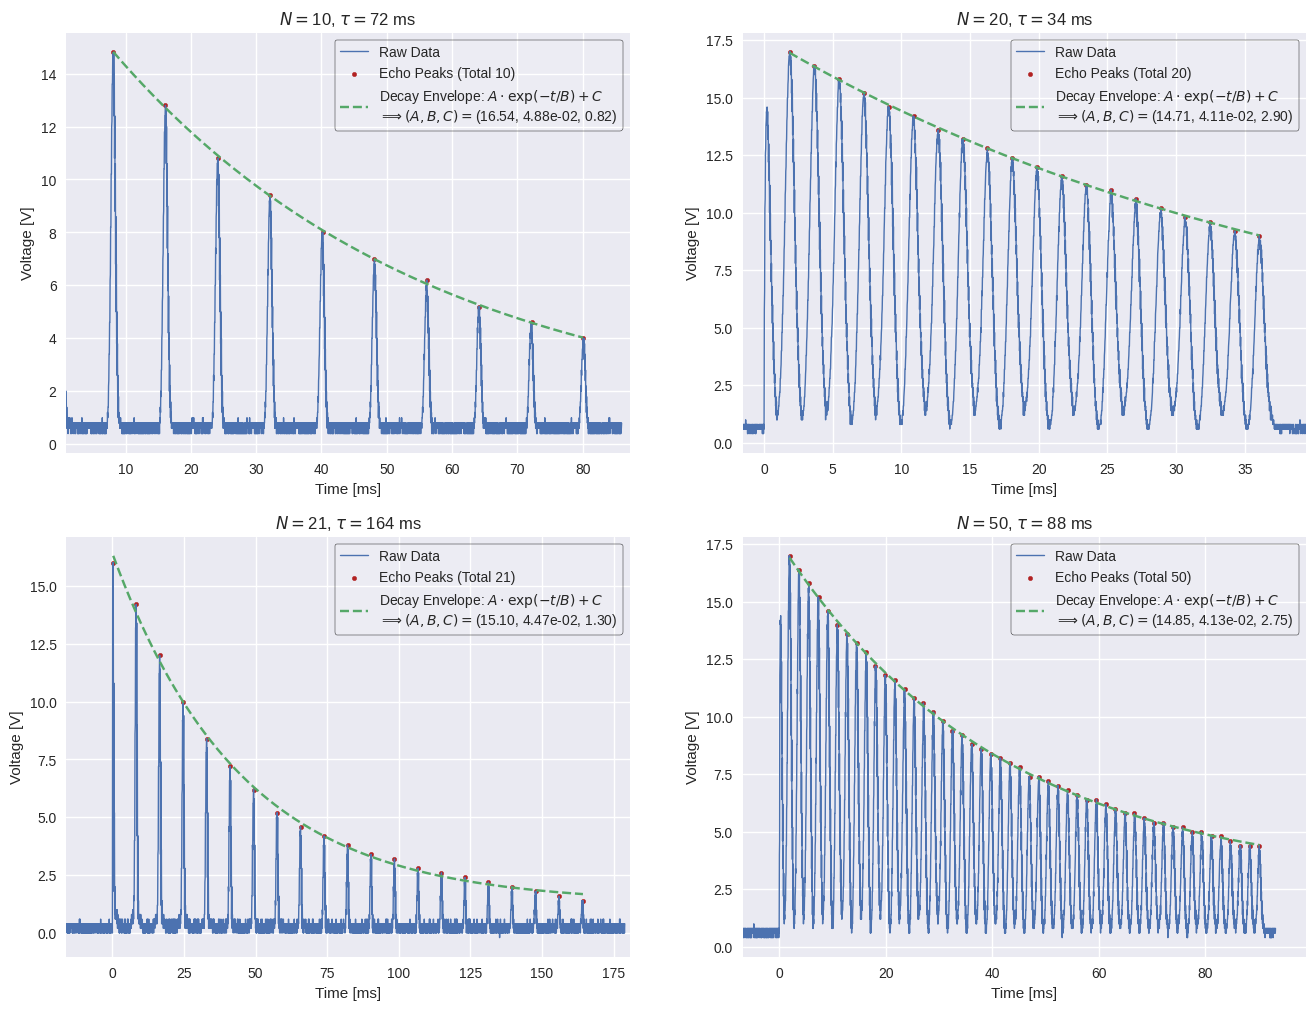 N = 10, τ = 72 ms
Raw Data
Echo Peaks (Total 10)
Decay Envelope: A · exp(−t/B) + C
⟹ (A, B, C) = (16.54, 4.88e-02, 0.82)
14
12
10
8
6
4
2
0
Voltage [V]
10 20 30 40 50 60 70 80
Time [ms]
N = 20, τ = 34 ms
Raw Data
Echo Peaks (Total 20)
Decay Envelope: A · exp(−t/B) + C
⟹ (A, B, C) = (14.71, 4.11e-02, 2.90)
17.5
15.0
12.5
10.0
7.5
5.0
2.5
0.0
Voltage [V]
0 5 10 15 20 25 30 35
Time [ms]
N = 21, τ = 164 ms
Raw Data
Echo Peaks (Total 21)
Decay Envelope: A · exp(−t/B) + C
⟹ (A, B, C) = (15.10, 4.47e-02, 1.30)
15.0
12.5
10.0
7.5
5.0
2.5
0.0
Voltage [V]
0 25 50 75 100 125 150 175
Time [ms]
N = 50, τ = 88 ms
Raw Data
Echo Peaks (Total 50)
Decay Envelope: A · exp(−t/B) + C
⟹ (A, B, C) = (14.85, 4.13e-02, 2.75)
17.5
15.0
12.5
10.0
7.5
5.0
2.5
0.0
Voltage [V]
0 20 40 60 80
Time [ms]